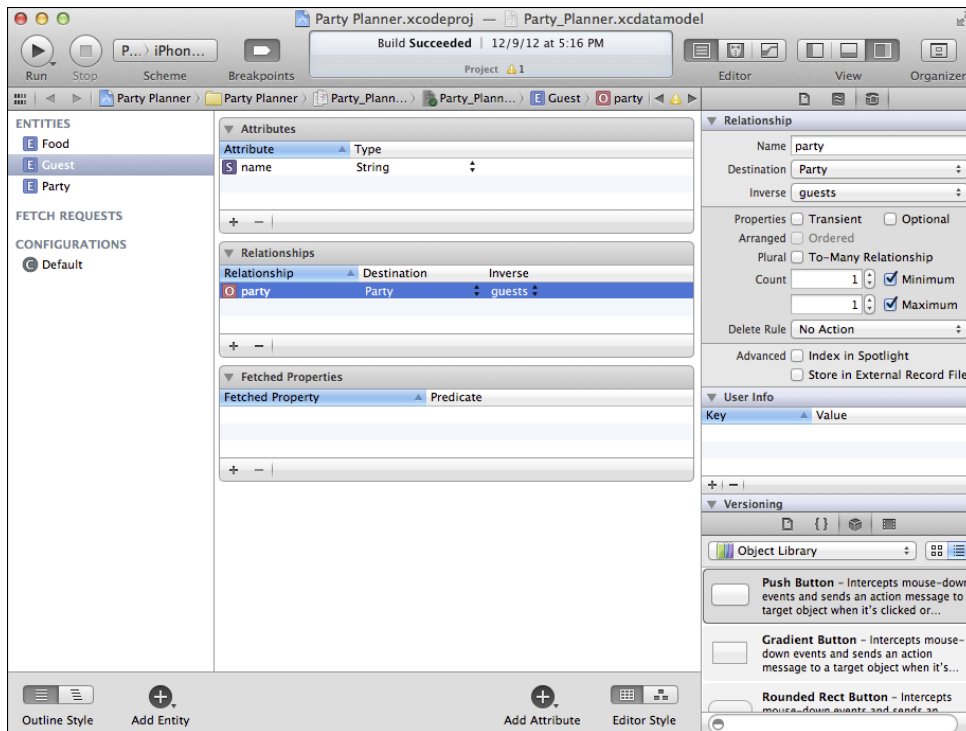 Party Planner.xcodeproj — Party_Planner.xcdatamodel
P... iPhon...
Build Succeeded | 12/9/12 at 5:16 PM
Project 1
Run Stop Scheme Breakpoints Editor View Organizer
Party Planner Party Planner Party_Plann... Party_Plann... E Guest O party
ENTITIES
E Food
E Guest
E Party
FETCH REQUESTS
CONFIGURATIONS
C Default
Attributes
Attribute Type
S name String
+ −
Relationships
Relationship Destination Inverse
O party Party guests
+ −
Fetched Properties
Fetched Property Predicate
+ −
Relationship
Name party
Destination Party
Inverse guests
Properties Transient Optional
Arranged Ordered
Plural To-Many Relationship
Count 1 Minimum
1 Maximum
Delete Rule No Action
Advanced Index in Spotlight
Store in External Record File
User Info
Key Value
+ −
Versioning
{}
Object Library
Push Button – Intercepts mouse-down
events and sends an action message to
target object when it's clicked or...
Gradient Button – Intercepts mouse-
down events and sends an action
message to a target object when it's...
Rounded Rect Button – Intercepts
mouse-down events and sends an
Outline Style Add Entity Add Attribute Editor Style